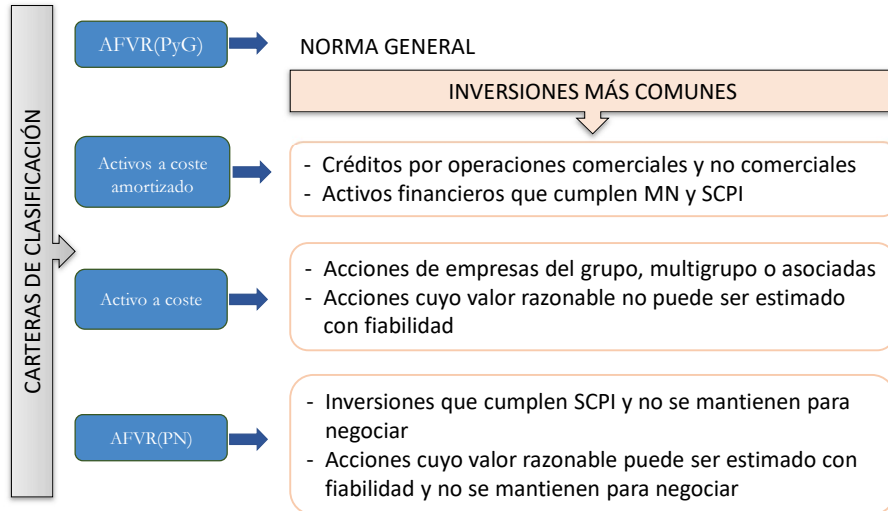 CARTERAS DE CLASIFICACIÓN
AFVR(PyG)
NORMA GENERAL
INVERSIONES MÁS COMUNES
Activos a coste
amortizado
- Créditos por operaciones comerciales y no comerciales
- Activos financieros que cumplen MN y SCPI
Activo a coste
- Acciones de empresas del grupo, multigrupo o asociadas
- Acciones cuyo valor razonable no puede ser estimado
con fiabilidad
AFVR(PN)
- Inversiones que cumplen SCPI y no se mantienen para
negociar
- Acciones cuyo valor razonable puede ser estimado con
fiabilidad y no se mantienen para negociar